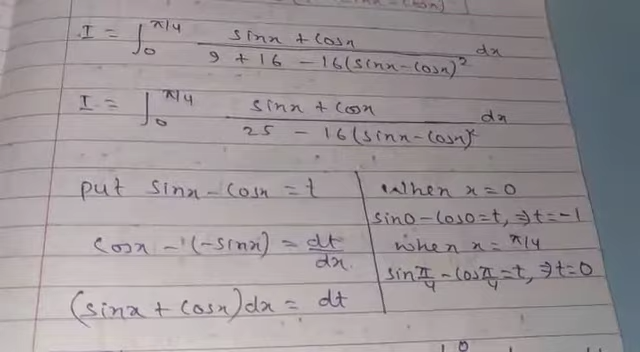 I = ∫₀^π/4 (sinx + cosx) / (9 + 16 - 16(sinx-cosx)²) dx
I = ∫₀^π/4 (sinx + cosx) / (25 - 16(sinx-cosx)²) dx
put sinx - cosx = t
cosx - (-sinx) = dt/dx
(sinx + cosx)dx = dt
when x = 0
sin0 - cos0 = t, ⇒ t = -1
when x = π/4
sin π/4 - cos π/4 = t, ⇒ t = 0